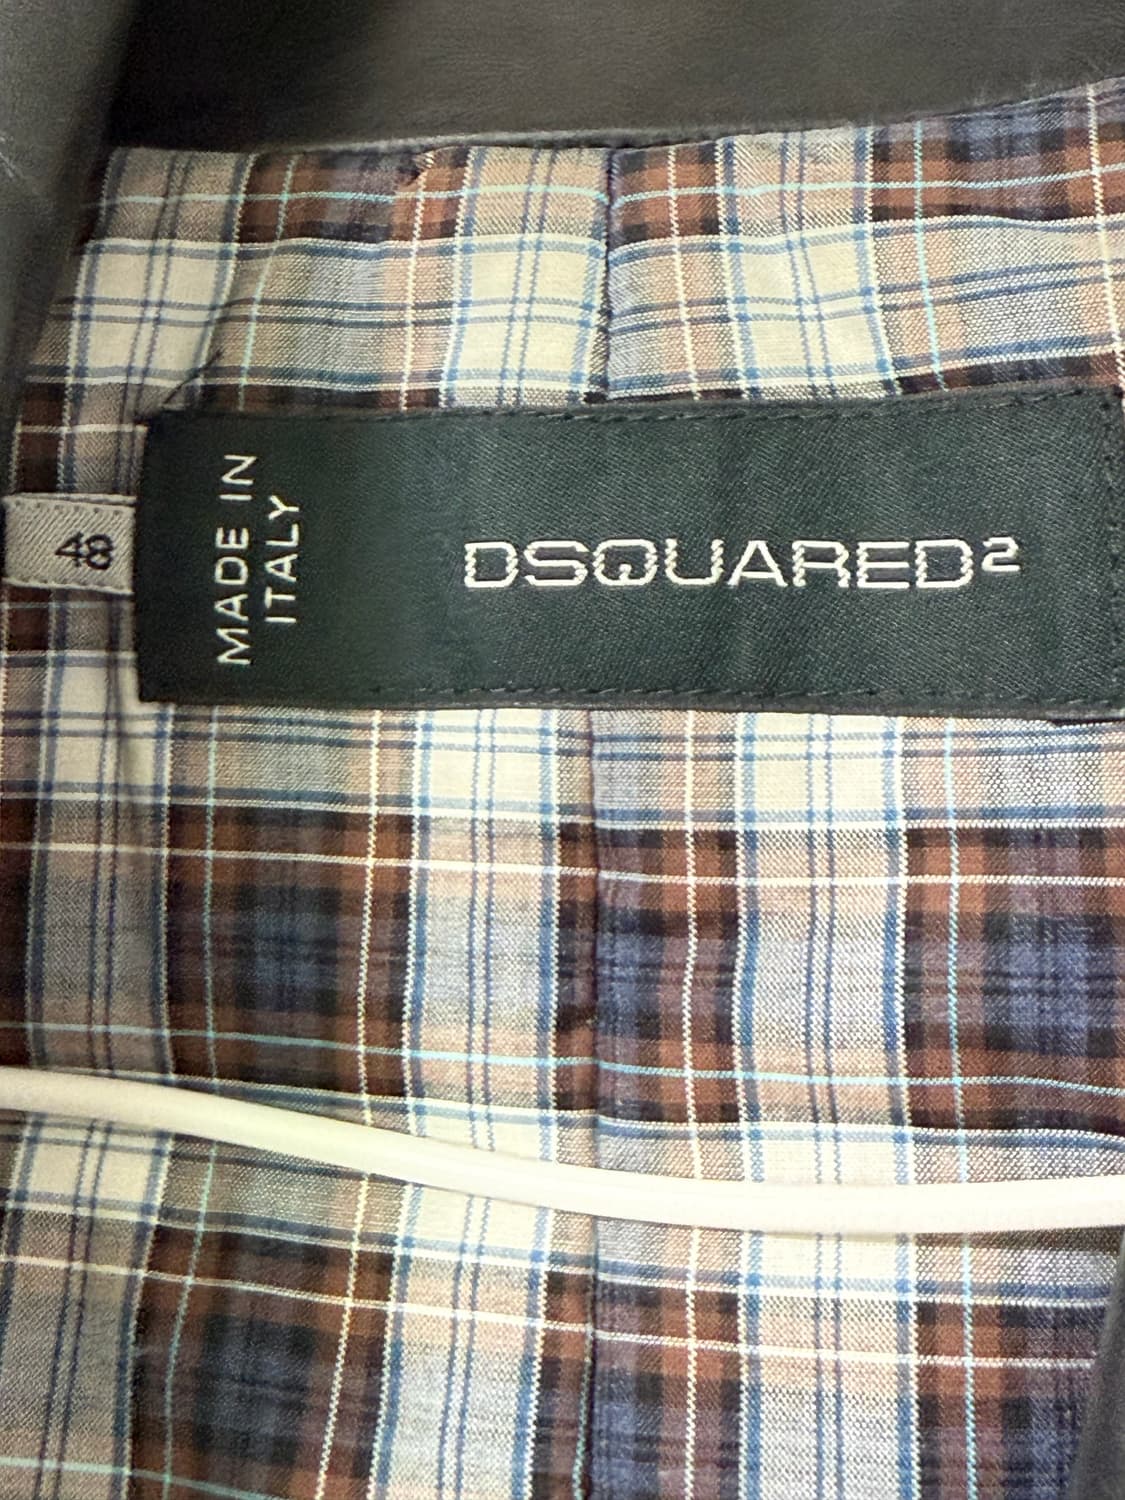 48
MADE IN
ITALY
DSQUARED2